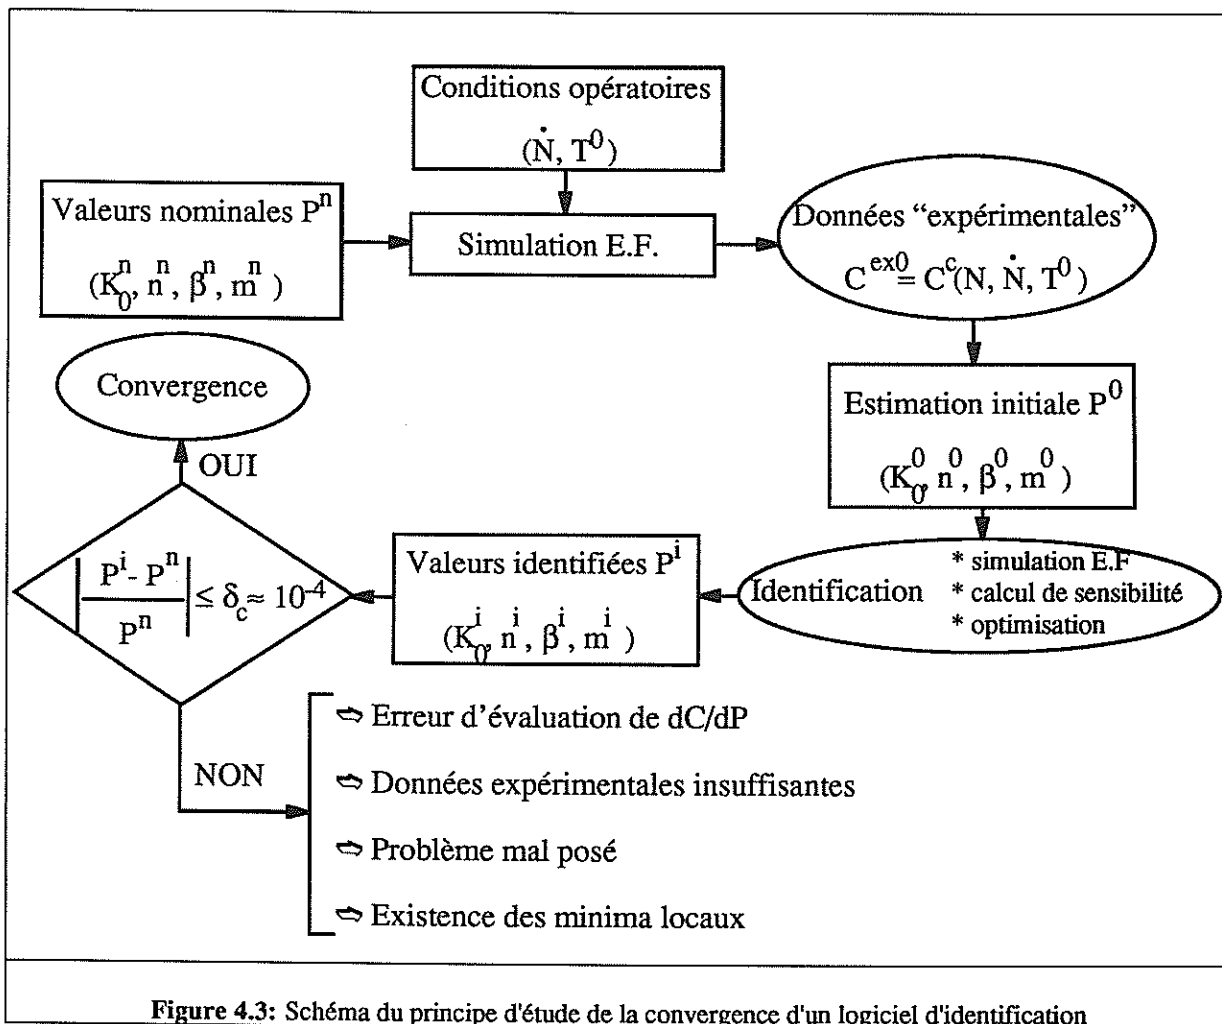 Conditions opératoires
(Ṅ, T⁰)
Valeurs nominales Pⁿ
(K₀ⁿ, nⁿ, βⁿ, mⁿ)
Simulation E.F.
Données “expérimentales”
Cᵉˣ⁰ = Cᶜ(N, Ṅ, T⁰)
Convergence
Estimation initiale P⁰
(K₀⁰, n⁰, β⁰, m⁰)
OUI
Identification
* simulation E.F
* calcul de sensibilité
* optimisation
Valeurs identifiées Pⁱ
(K₀ⁱ, nⁱ, βⁱ, mⁱ)
| Pⁱ - Pⁿ / Pⁿ | ≤ δc ≈ 10⁻⁴
NON
⇨ Erreur d’évaluation de dC/dP
⇨ Données expérimentales insuffisantes
⇨ Problème mal posé
⇨ Existence des minima locaux
Figure 4.3: Schéma du principe d'étude de la convergence d'un logiciel d'identification